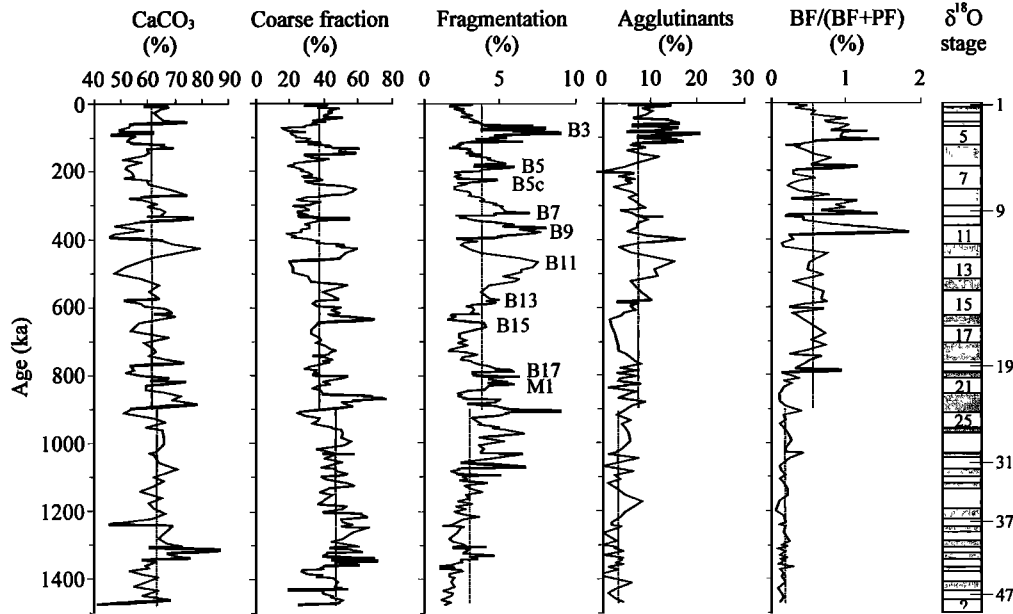 CaCO₃ Coarse fraction Fragmentation Agglutinants BF/(BF+PF) δ¹⁸O
(%) (%) (%) (%) (%) stage
40 50 60 70 80 90 0 20 40 60 80 0 5 10 0 10 20 30 0 1 2
0 1
B3 5
200 B5 7
B5c
B7 9
B9
400 11
B11 13
600 B13 15
B15 17
B17 19
800 M1 21
25
1000 31
1200 37
1400 47
?
Age (ka)